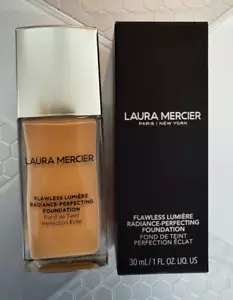 LAURA MERCIER
FLAWLESS LUMIÈRE
RADIANCE-PERFECTING
FOUNDATION
Fond de Teint
Perfection Éclat
LAURA MERCIER
PARIS | NEW YORK
FLAWLESS LUMIÈRE
RADIANCE-PERFECTING
FOUNDATION
FOND DE TEINT
PERFECTION ÉCLAT
30 mL / 1 FL. OZ. LIQ. US